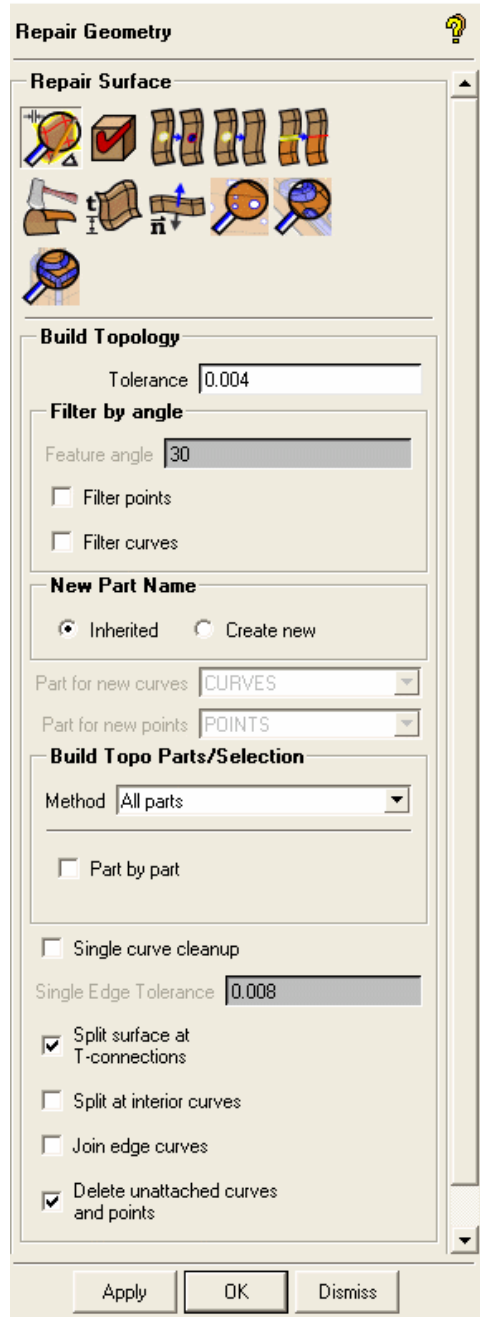 Repair Geometry
Repair Surface
t
n
Build Topology
Tolerance 0.004
Filter by angle
Feature angle 30
Filter points
Filter curves
New Part Name
Inherited Create new
Part for new curves CURVES
Part for new points POINTS
Build Topo Parts/Selection
Method All parts
Part by part
Single curve cleanup
Single Edge Tolerance 0.008
Split surface at
T-connections
Split at interior curves
Join edge curves
Delete unattached curves
and points
Apply OK Dismiss